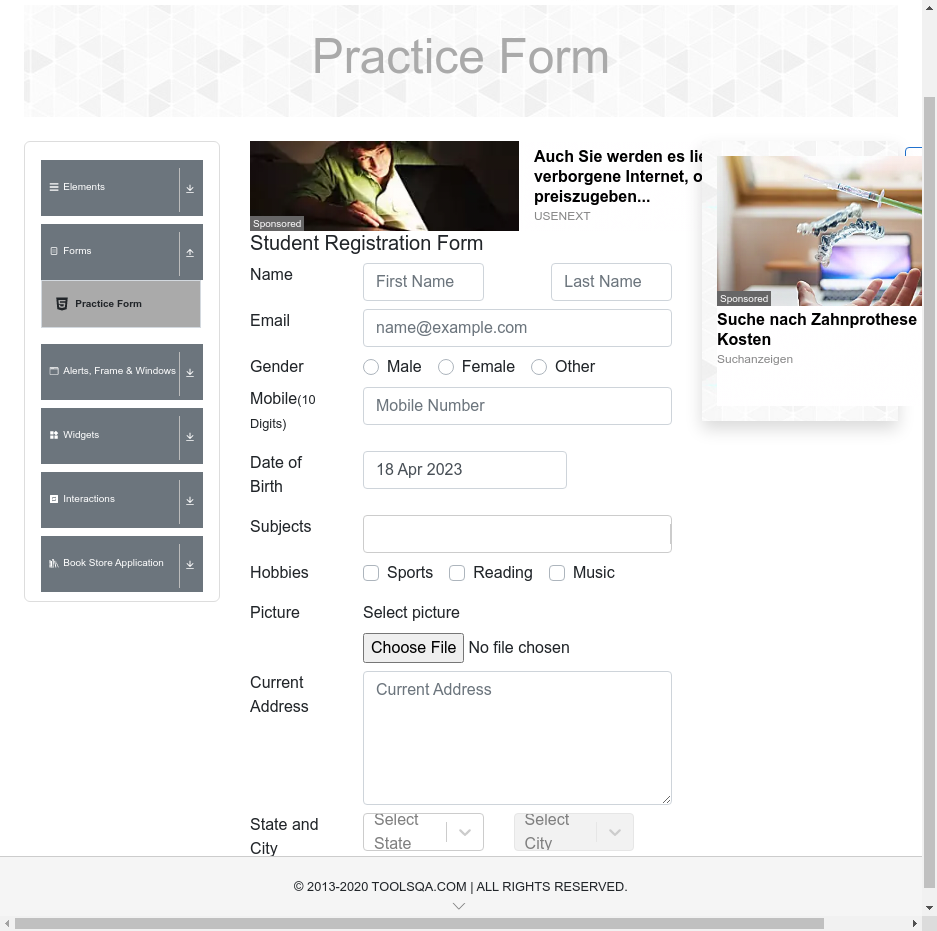 Practice Form
Elements
Forms
Practice Form
Alerts, Frame & Windows
Widgets
Interactions
Book Store Application
Sponsored
Auch Sie werden es
verborgene Internet,
preiszugeben...
USENEXT
Sponsored
Suche nach Zahnprothese
Kosten
Suchanzeigen
Student Registration Form
Name
First Name
Last Name
Email
name@example.com
Gender
Male
Female
Other
Mobile(10
Digits)
Mobile Number
Date of
Birth
18 Apr 2023
Subjects
Hobbies
Sports
Reading
Music
Picture
Select picture
Choose File No file chosen
Current
Address
Current Address
State and
City
Select
State
Select
City
© 2013-2020 TOOLSQA.COM | ALL RIGHTS RESERVED.